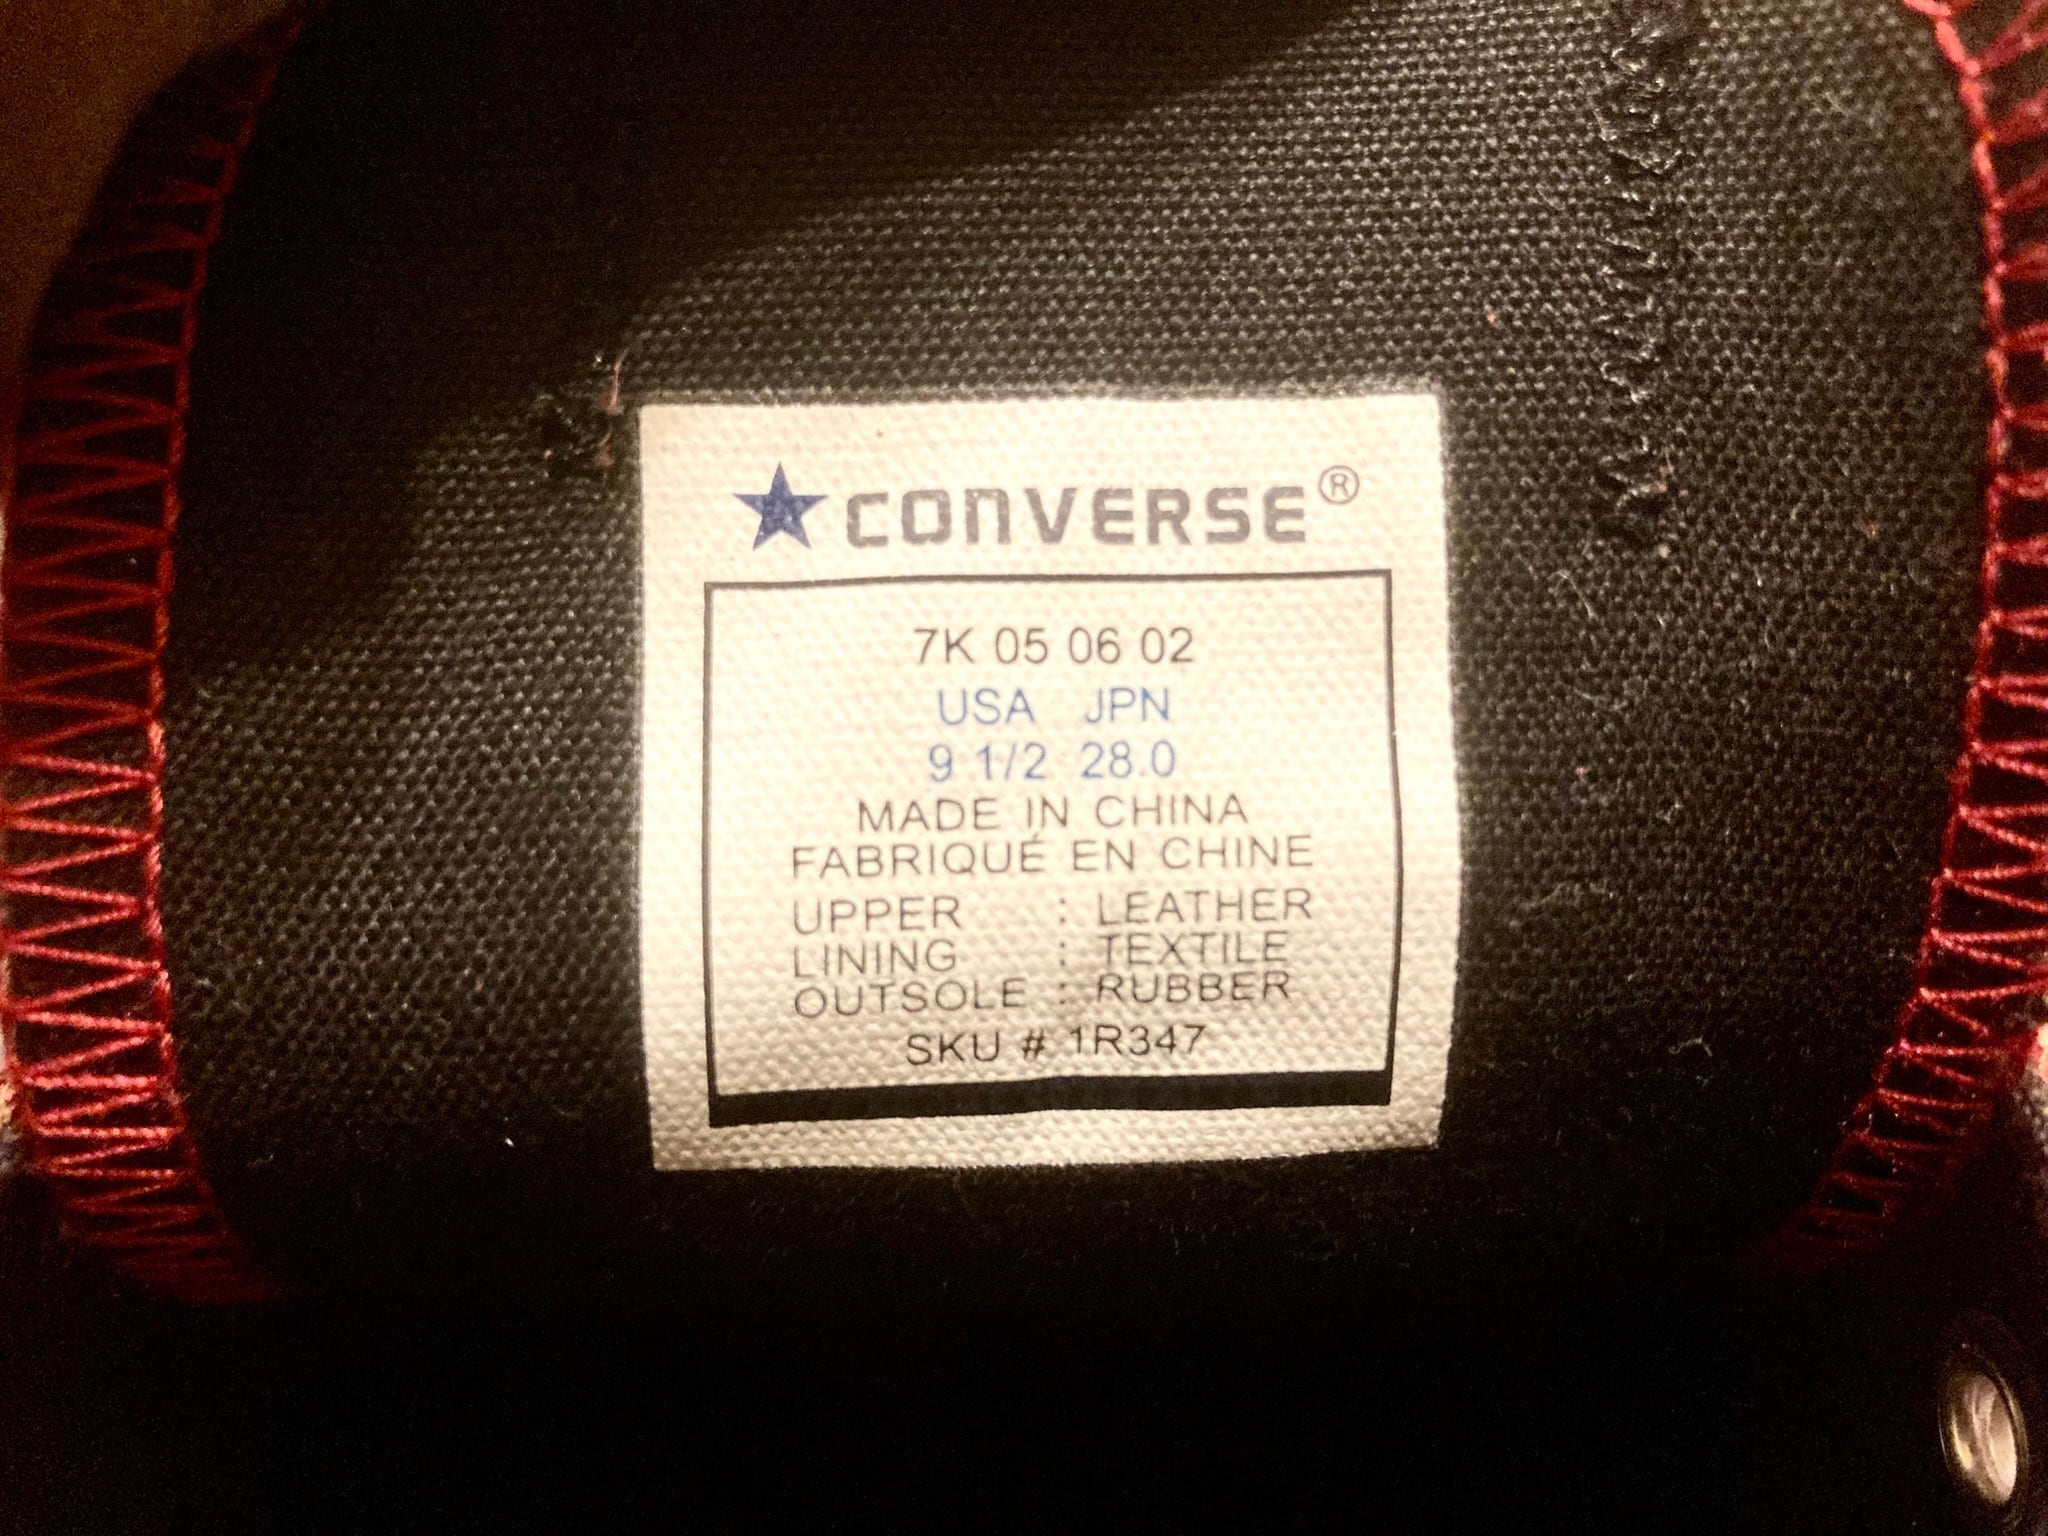 CONVERSE®
7K 05 06 02
USA JPN
9 1/2 28.0
MADE IN CHINA
FABRIQUÉ EN CHINE
UPPER : LEATHER
LINING : TEXTILE
OUTSOLE : RUBBER
SKU # 1R347